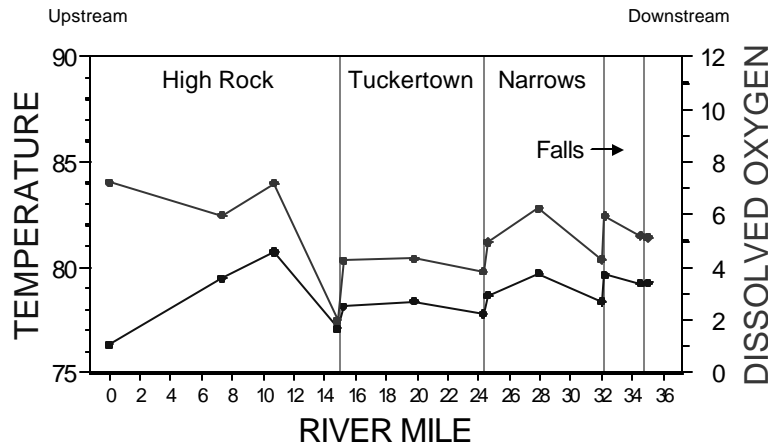 Upstream
Downstream
90
12
High Rock
Tuckertown
Narrows
10
Falls
85
8
6
80
4
2
75
0
TEMPERATURE
DISSOLVED OXYGEN
0 2 4 6 8 10 12 14 16 18 20 22 24 26 28 30 32 34 36
RIVER MILE